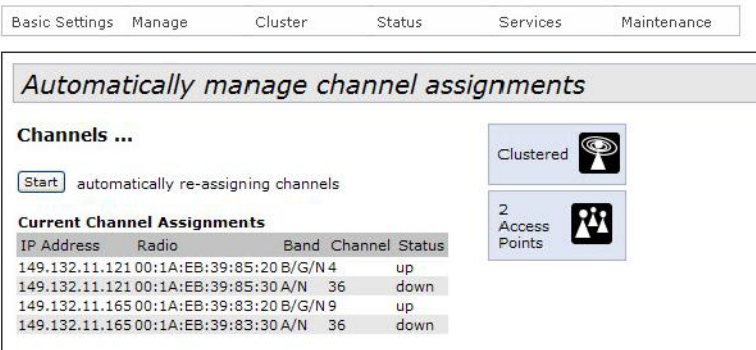 Basic Settings Manage Cluster Status Services Maintenance
Automatically manage channel assignments
Channels ...
Start automatically re-assigning channels
Current Channel Assignments
IP Address Radio Band Channel Status
149.132.11.121 00:1A:EB:39:85:20 B/G/N 4 up
149.132.11.121 00:1A:EB:39:85:30 A/N 36 down
149.132.11.165 00:1A:EB:39:83:20 B/G/N 9 up
149.132.11.165 00:1A:EB:39:83:30 A/N 36 down
Clustered
2
Access
Points